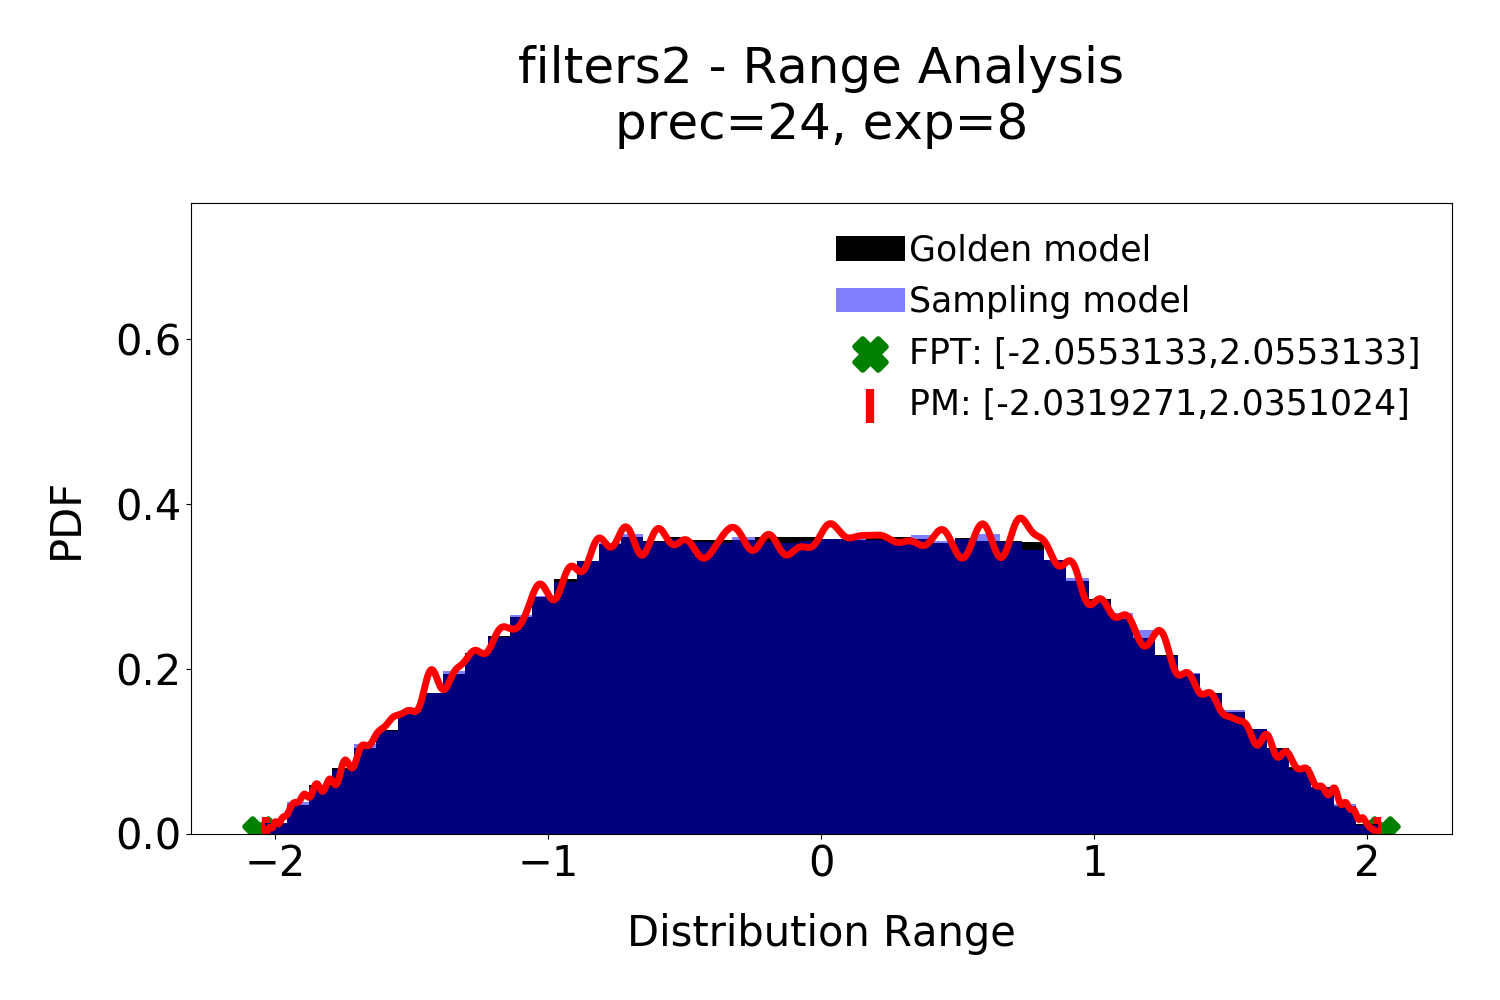 filters2 - Range Analysis
prec=24, exp=8
Golden model
Sampling model
FPT: [-2.0553133,2.0553133]
PM: [-2.0319271,2.0351024]
PDF
0.6
0.4
0.2
0.0
−2
−1
0
1
2
Distribution Range